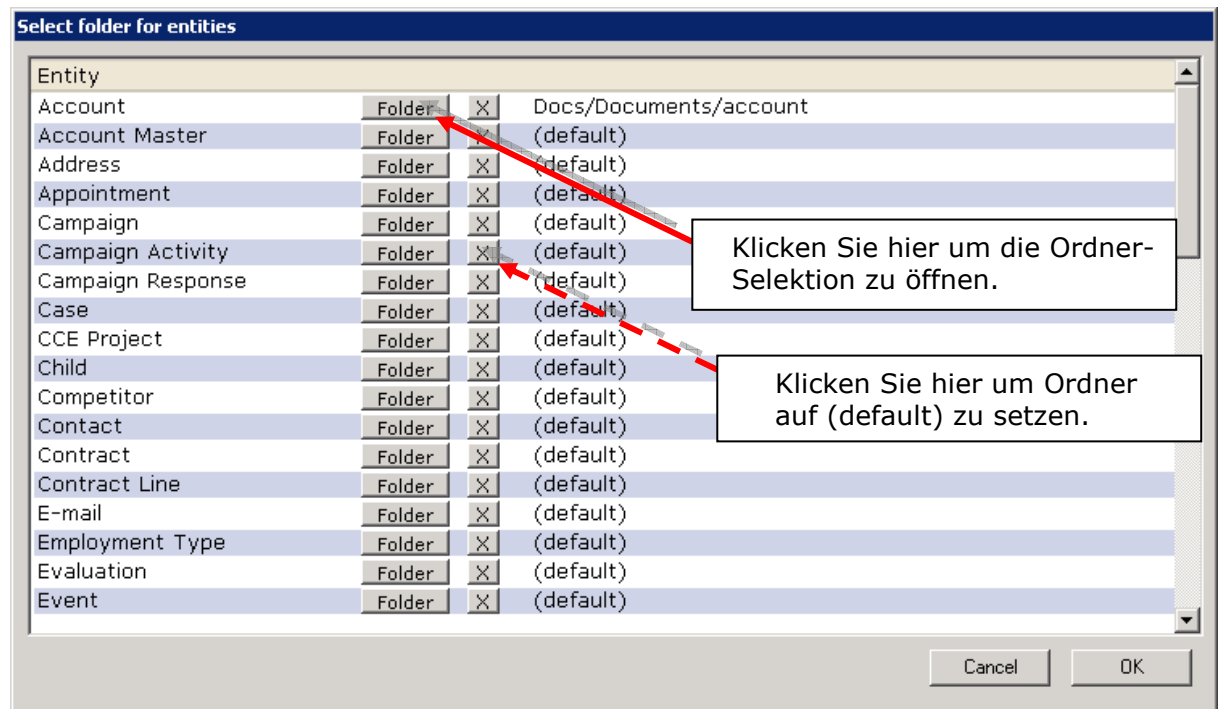 Select folder for entities
Entity
Account Folder X Docs/Documents/account
Account Master Folder X (default)
Address Folder X (default)
Appointment Folder X (default)
Campaign Folder X (default)
Campaign Activity Folder X (default)
Campaign Response Folder X (default)
Case Folder X (default)
CCE Project Folder X (default)
Child Folder X (default)
Competitor Folder X (default)
Contact Folder X (default)
Contract Folder X (default)
Contract Line Folder X (default)
E-mail Folder X (default)
Employment Type Folder X (default)
Evaluation Folder X (default)
Event Folder X (default)
Klicken Sie hier um die Ordner-
Selektion zu öffnen.
Klicken Sie hier um Ordner
auf (default) zu setzen.
Cancel OK